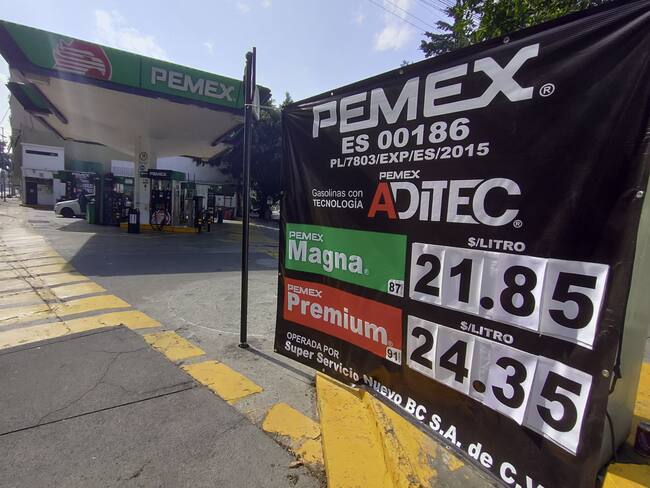 PEMEX
PEMEX®
ES 00186
PL/7803/EXP/ES/2015
Gasolinas con
TECNOLOGÍA
PEMEX
ADiTEC®
PEMEX
Magna®
87
$/LITRO
21.85
PEMEX
Premium®
91
$/LITRO
24.35
OPERADA POR:
Super Servicio Nuevo BC S.A. de C.V